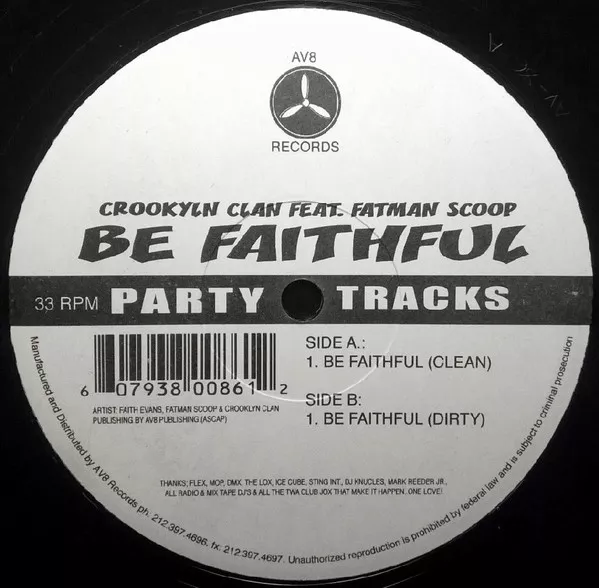 AV8
RECORDS
CROOKYLN CLAN FEAT. FATMAN SCOOP
BE FAITHFUL
33 RPM PARTY TRACKS
6 07938 00861 2
ARTIST: FAITH EVANS, FATMAN SCOOP & CROOKLYN CLAN
PUBLISHING BY AV8 PUBLISHING (ASCAP)
SIDE A.:
1. BE FAITHFUL (CLEAN)
SIDE B:
1. BE FAITHFUL (DIRTY)
THANKS; FLEX, MOP, DMX, THE LOX, ICE CUBE, STING INT., DJ KNUCLES, MARK REEDER JR.,
ALL RADIO & MIX TAPE DJ'S & ALL THE TWA CLUB JOX THAT MAKE IT HAPPEN. ONE LOVE!
Manufactured and Distributed by AV8 Records ph. 212.397.4696. fx: 212.397.4697. Unauthorized reproduction is prohibited by federal law and is subject to criminal prosecution